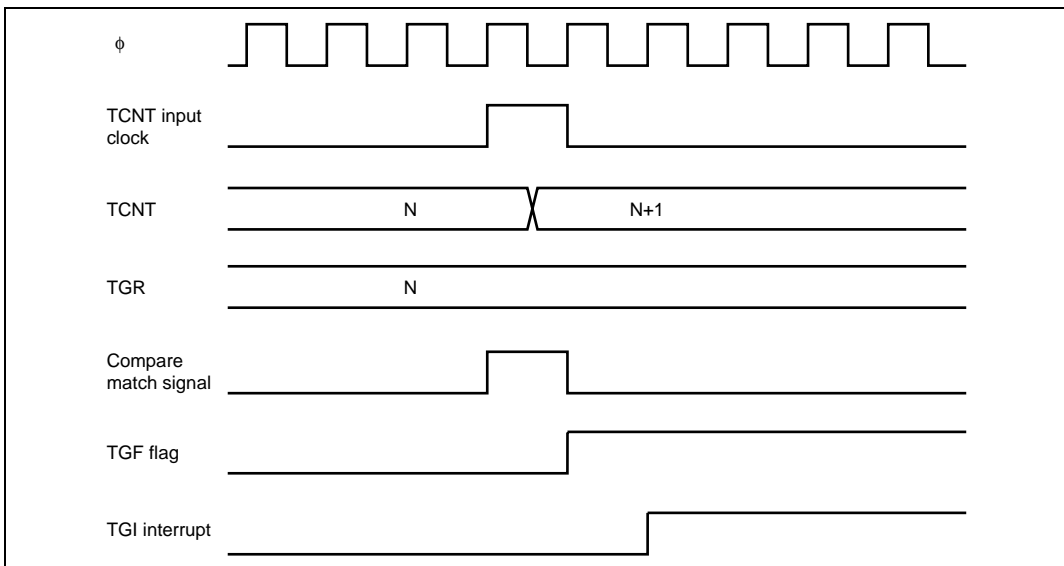 ϕ
TCNT input
clock
TCNT
N
N+1
TGR
N
Compare
match signal
TGF flag
TGI interrupt